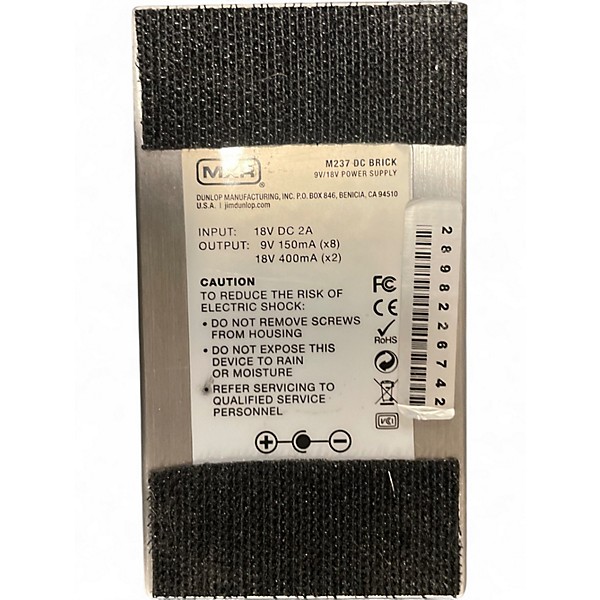 MXR®
M237 DC BRICK
9V/18V POWER SUPPLY
DUNLOP MANUFACTURING, INC. P.O. BOX 846, BENICIA, CA 94510
U.S.A. | jimdunlop.com
INPUT: 18V DC 2A
OUTPUT: 9V 150mA (x8)
18V 400mA (x2)
CAUTION
TO REDUCE THE RISK OF
ELECTRIC SHOCK:
• DO NOT REMOVE SCREWS
FROM HOUSING
• DO NOT EXPOSE THIS
DEVICE TO RAIN
OR MOISTURE
• REFER SERVICING TO
QUALIFIED SERVICE
PERSONNEL
FC
CE
RoHS
VCCI
2898226742